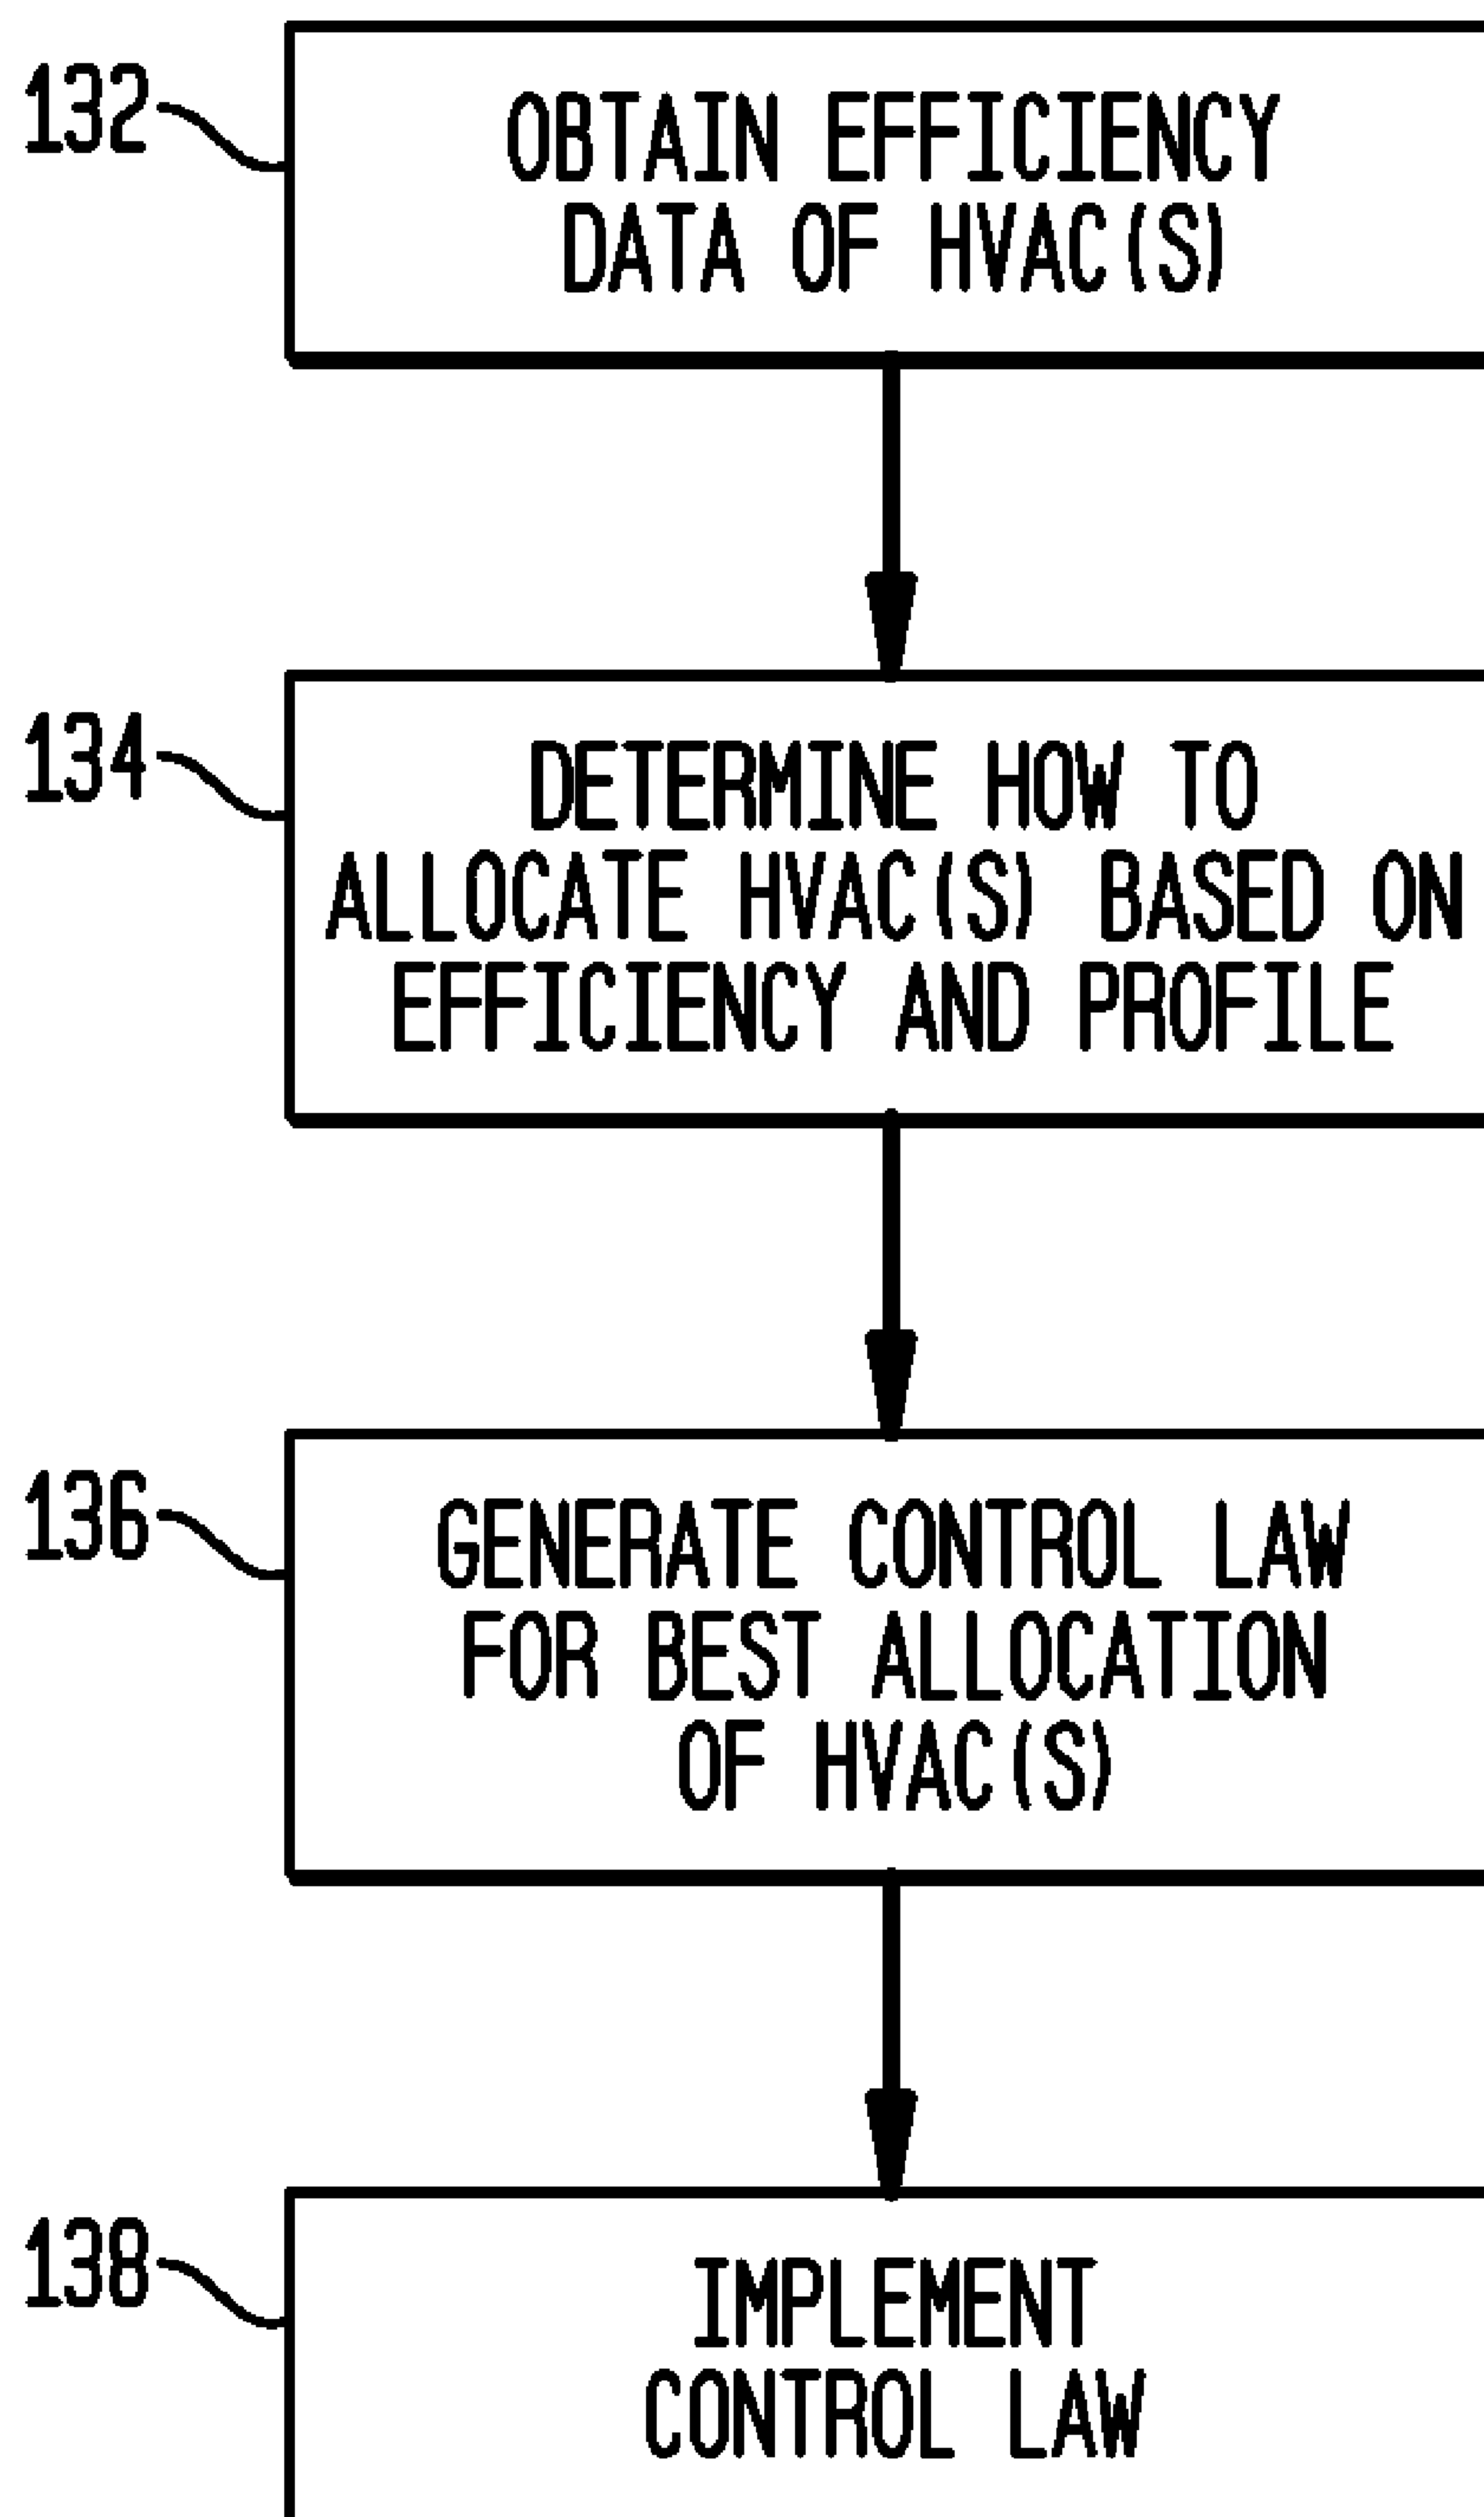 132
OBTAIN EFFICIENCY
DATA OF HVAC(S)
134
DETERMINE HOW TO
ALLOCATE HVAC(S) BASED ON
EFFICIENCY AND PROFILE
136
GENERATE CONTROL LAW
FOR BEST ALLOCATION
OF HVAC(S)
138
IMPLEMENT
CONTROL LAW